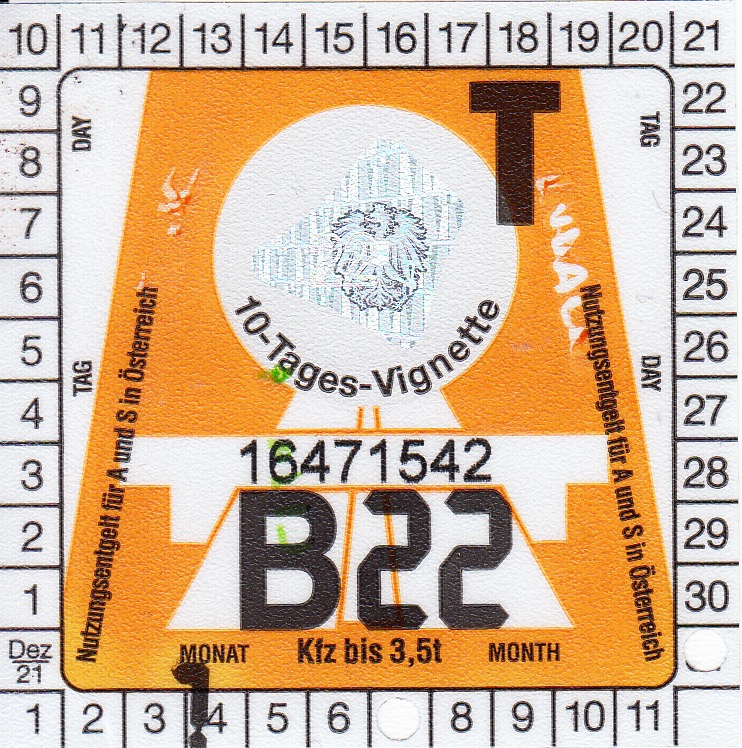 10 11 12 13 14 15 16 17 18 19 20 21
9
8
7
6
5
4
3
2
1
Dez
21
22
23
24
25
26
27
28
29
30
DAY
TAG
TAG
DAY
T
10-Tages-Vignette
Nutzungsentgelt für A und S in Österreich
Nutzungsentgelt für A und S in Österreich
16471542
B22
MONAT Kfz bis 3,5t MONTH
1 2 3 4 5 6 8 9 10 11